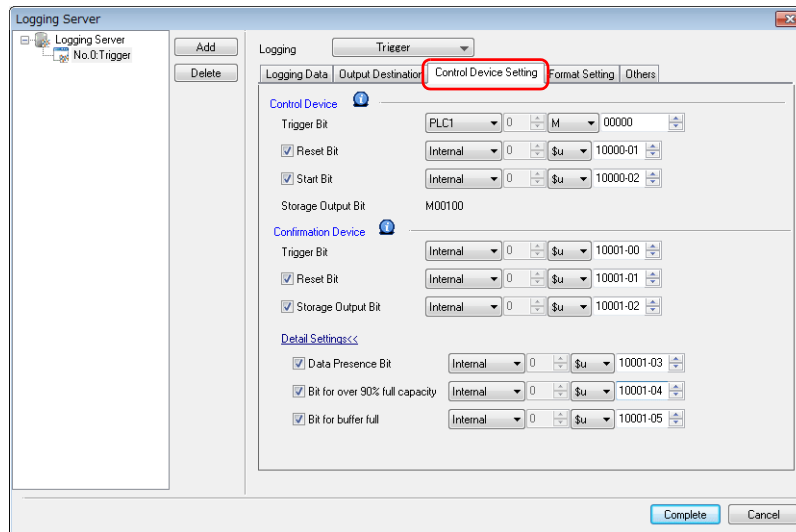 Logging Server
Logging Server
No.0:Trigger
Add
Delete
Logging Trigger
Logging Data Output Destination Control Device Setting Format Setting Others
Control Device
Trigger Bit PLC1 0 M 00000
Reset Bit Internal 0 $u 10000-01
Start Bit Internal 0 $u 10000-02
Storage Output Bit M00100
Confirmation Device
Trigger Bit Internal 0 $u 10001-00
Reset Bit Internal 0 $u 10001-01
Storage Output Bit Internal 0 $u 10001-02
Detail Settings<<
Data Presence Bit Internal 0 $u 10001-03
Bit for over 90% full capacity Internal 0 $u 10001-04
Bit for buffer full Internal 0 $u 10001-05
Complete Cancel